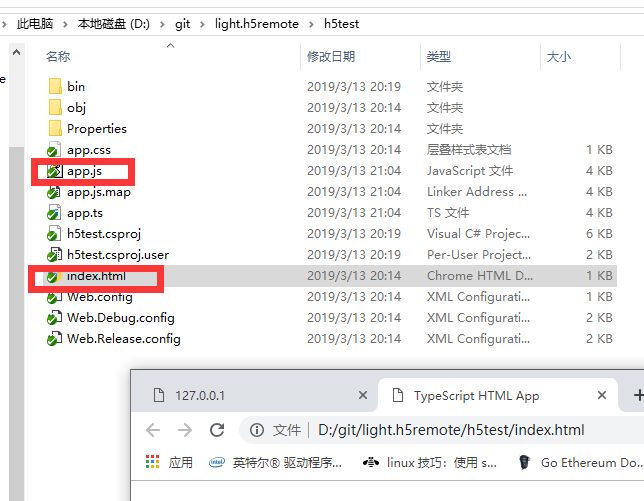 此电脑 > 本地磁盘 (D:) > git > light.h5remote > h5test
名称 修改日期 类型 大小
bin 2019/3/13 20:19 文件夹
obj 2019/3/13 20:14 文件夹
Properties 2019/3/13 20:14 文件夹
app.css 2019/3/13 20:14 层叠样式表文档 1 KB
app.js 2019/3/13 21:04 JavaScript 文件 4 KB
app.js.map 2019/3/13 21:04 Linker Address ... 4 KB
app.ts 2019/3/13 21:04 TS 文件 4 KB
h5test.csproj 2019/3/13 20:19 Visual C# Projec... 7 KB
h5test.csproj.user 2019/3/13 20:19 Per-User Project... 2 KB
index.html 2019/3/13 20:14 Chrome HTML D... 1 KB
Web.config 2019/3/13 20:14 XML Configurati... 1 KB
Web.Debug.config 2019/3/13 20:14 XML Configurati... 2 KB
Web.Release.config 2019/3/13 20:14 XML Configurati... 2 KB
127.0.0.1 TypeScript HTML App
文件 | D:/git/light.h5remote/h5test/index.html
应用 英特尔® 驱动程序... linux 技巧：使用 s... Go Ethereum Do...